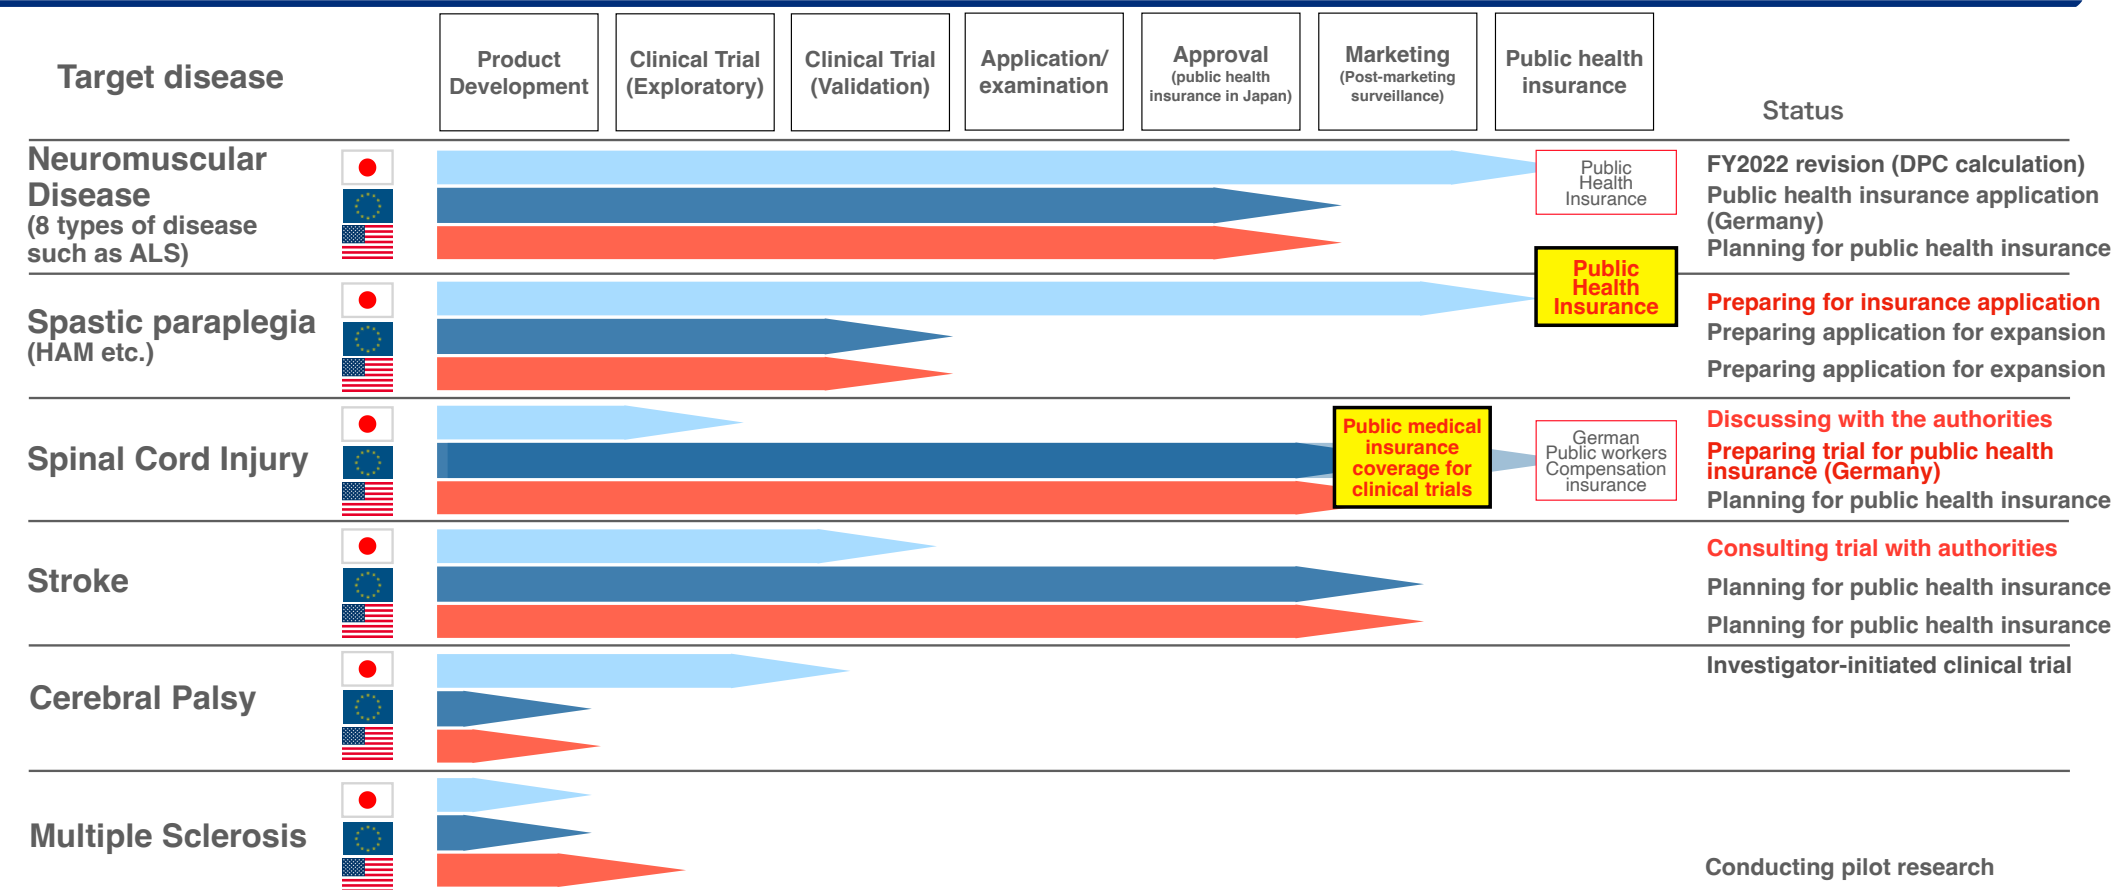 Target disease
Product
Development
Clinical Trial
(Exploratory)
Clinical Trial
(Validation)
Application/
examination
Approval
(public health
insurance in Japan)
Marketing
(Post-marketing
surveillance)
Public health
insurance
Status
Neuromuscular
Disease
(8 types of disease
such as ALS)
Public
Health
Insurance
FY2022 revision (DPC calculation)
Public health insurance application
(Germany)
Planning for public health insurance
Spastic paraplegia
(HAM etc.)
Public
Health
Insurance
Preparing for insurance application
Preparing application for expansion
Preparing application for expansion
Spinal Cord Injury
Public medical
insurance
coverage for
clinical trials
German
Public workers
Compensation
insurance
Discussing with the authorities
Preparing trial for public health
insurance (Germany)
Planning for public health insurance
Stroke
Consulting trial with authorities
Planning for public health insurance
Planning for public health insurance
Cerebral Palsy
Investigator-initiated clinical trial
Multiple Sclerosis
Conducting pilot research